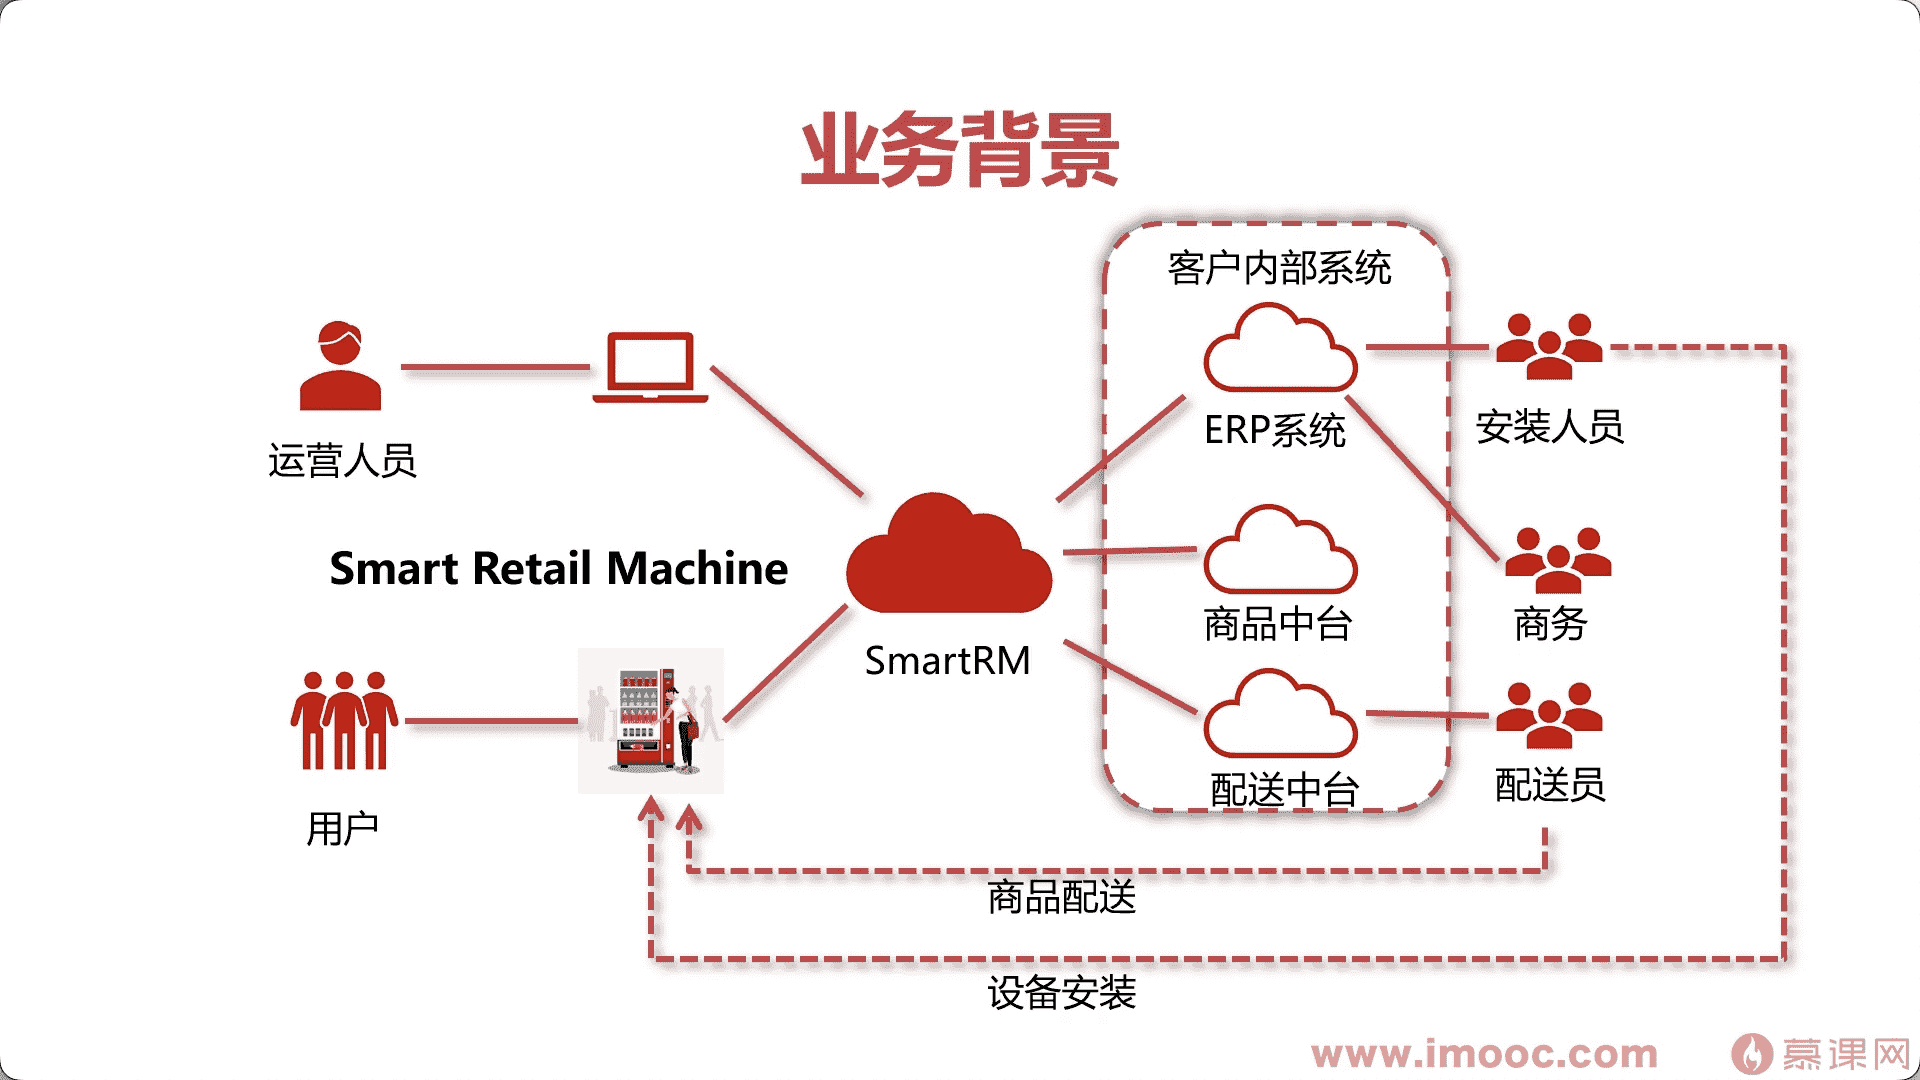 业务背景
客户内部系统
运营人员
ERP系统
安装人员
Smart Retail Machine
SmartRM
商品中台
商务
用户
配送中台
配送员
商品配送
设备安装
www.imooc.com
慕课网